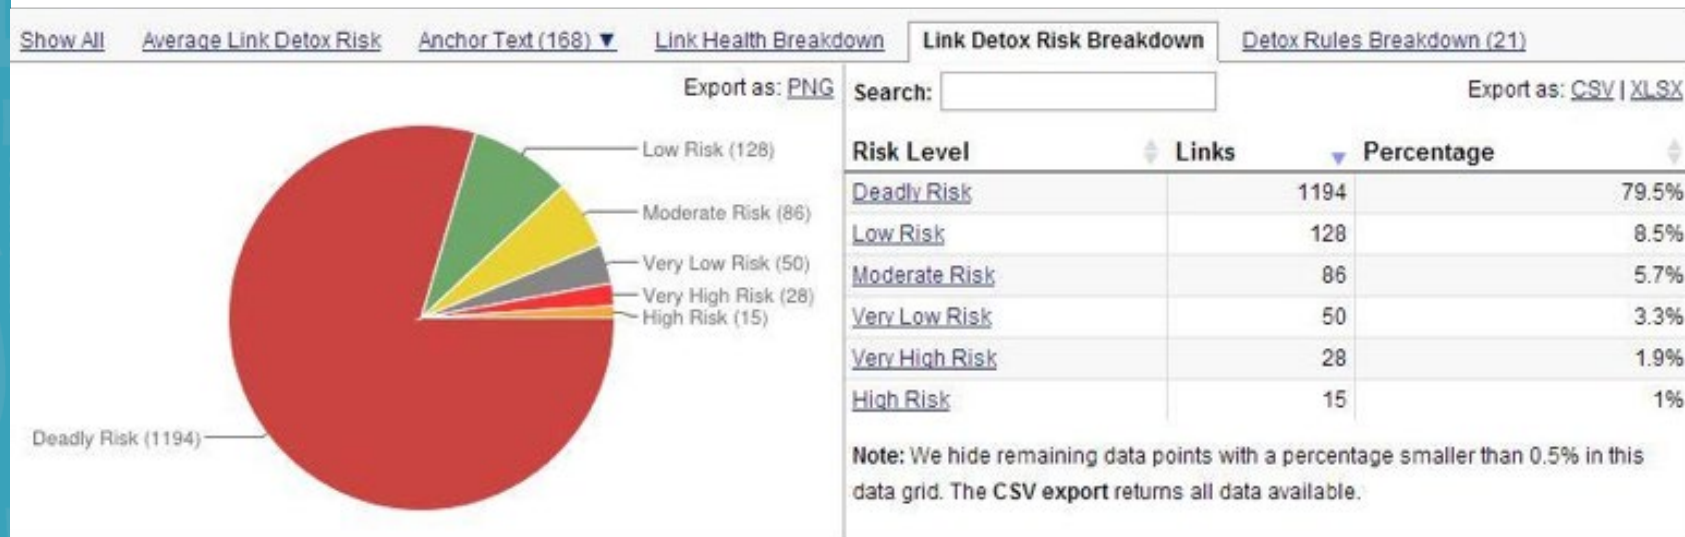 Show All Average Link Detox Risk Anchor Text (168) ▼ Link Health Breakdown Link Detox Risk Breakdown Detox Rules Breakdown (21)
Export as: PNG
Low Risk (128)
Moderate Risk (86)
Very Low Risk (50)
Very High Risk (28)
High Risk (15)
Deadly Risk (1194)
Search: Export as: CSV | XLSX
Risk Level Links Percentage
Deadly Risk 1194 79.5%
Low Risk 128 8.5%
Moderate Risk 86 5.7%
Very Low Risk 50 3.3%
Very High Risk 28 1.9%
High Risk 15 1%
Note: We hide remaining data points with a percentage smaller than 0.5% in this
data grid. The CSV export returns all data available.